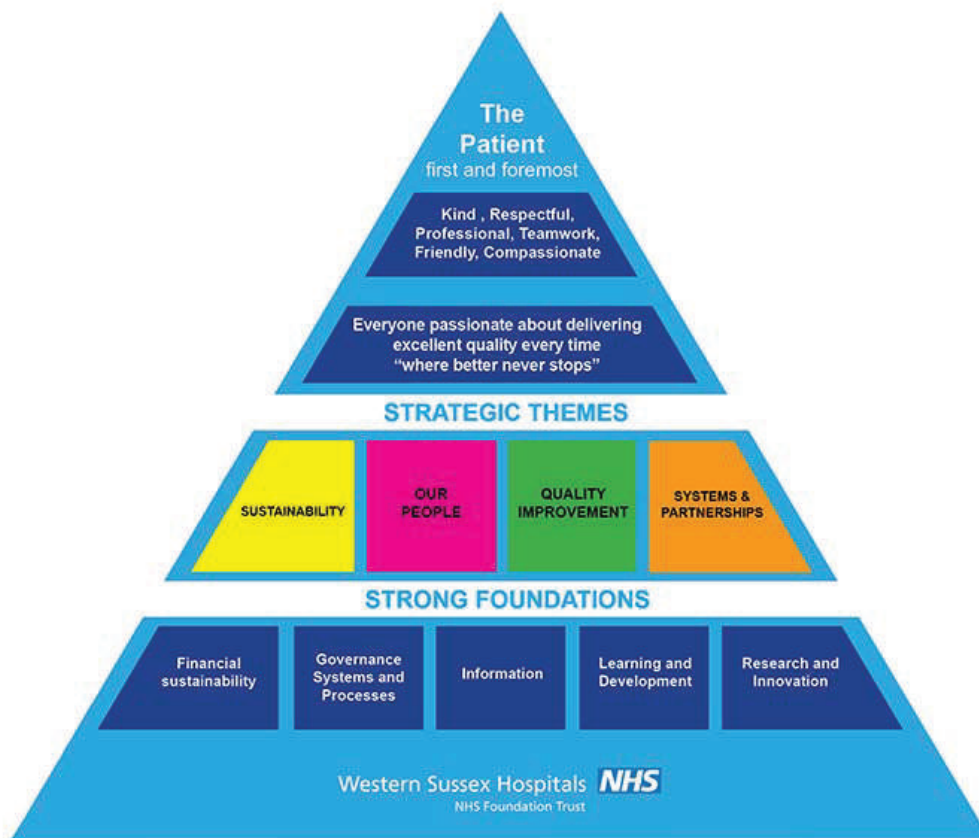 The
Patient
first and foremost
Kind , Respectful,
Professional, Teamwork,
Friendly, Compassionate
Everyone passionate about delivering
excellent quality every time
“where better never stops”
STRATEGIC THEMES
SUSTAINABILITY
OUR
PEOPLE
QUALITY
IMPROVEMENT
SYSTEMS &
PARTNERSHIPS
STRONG FOUNDATIONS
Financial
sustainability
Governance
Systems and
Processes
Information
Learning and
Development
Research and
Innovation
Western Sussex Hospitals NHS
NHS Foundation Trust